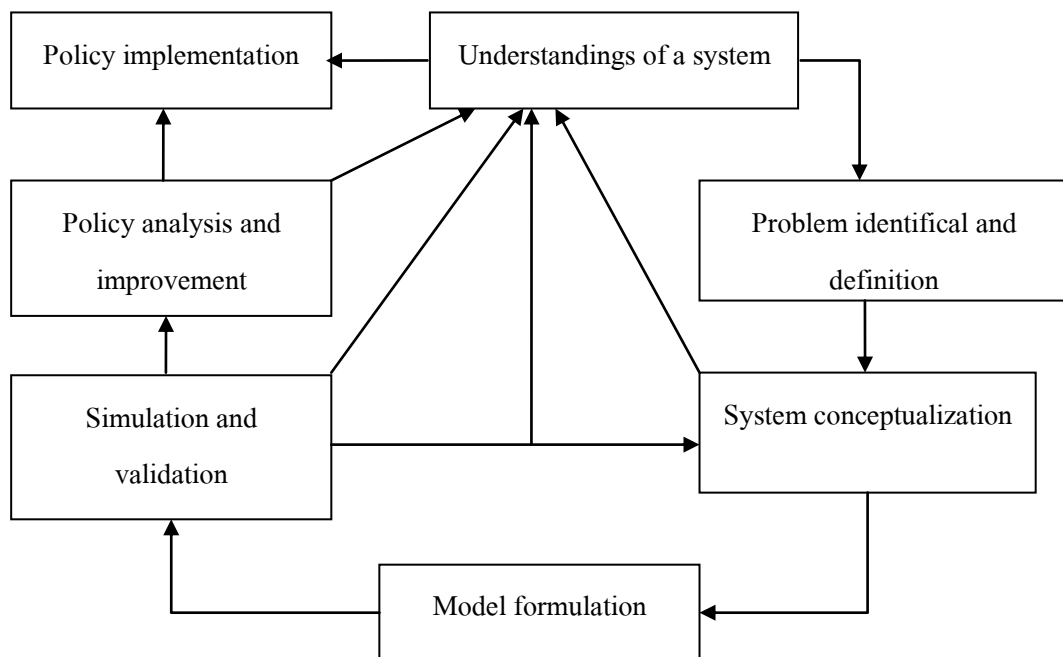 Policy implementation
Understandings of a system
Policy analysis and
improvement
Problem identifical and
definition
Simulation and
validation
System conceptualization
Model formulation